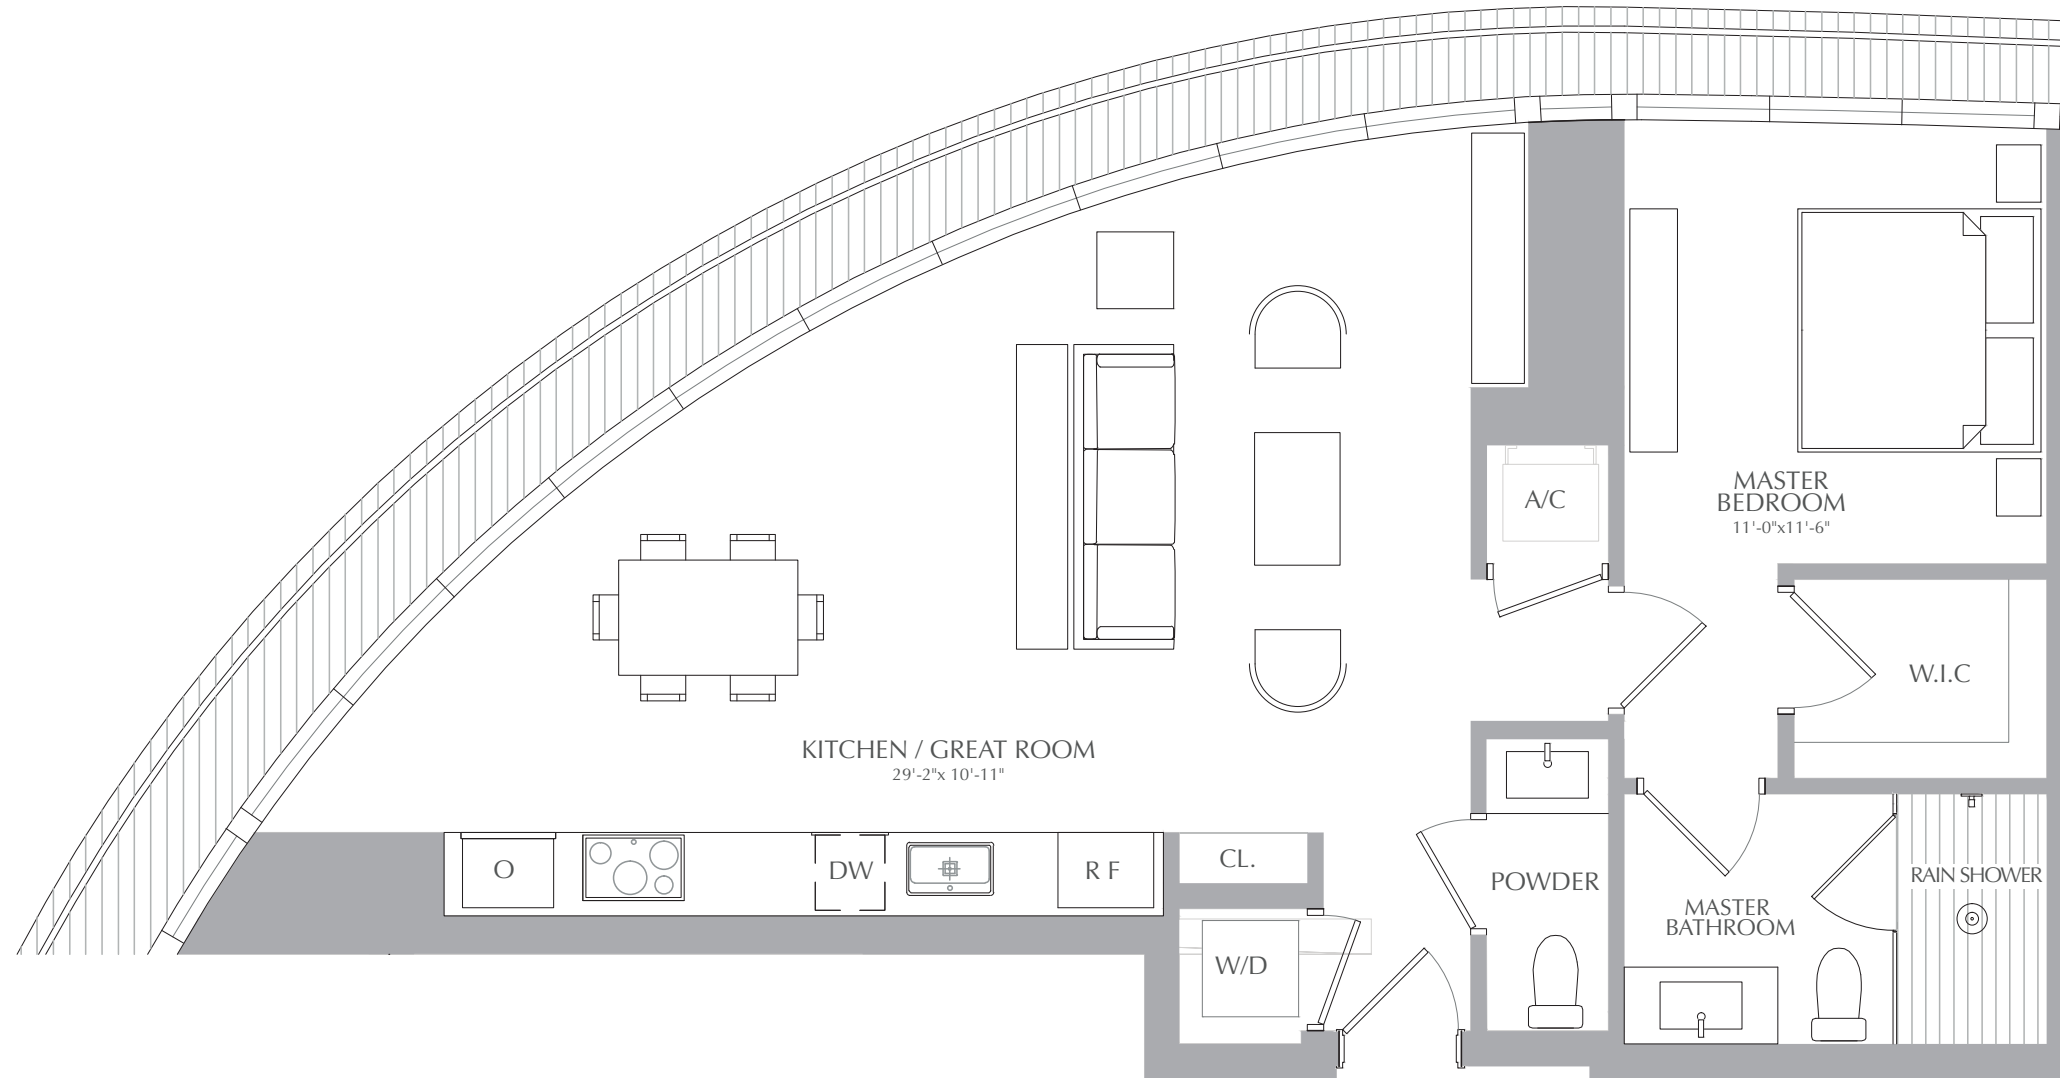 A/C
MASTER
BEDROOM
11'-0"x11'-6"
W.I.C
KITCHEN / GREAT ROOM
29'-2"x 10'-11"
O
DW
R F
CL.
POWDER
RAIN SHOWER
MASTER
BATHROOM
W/D